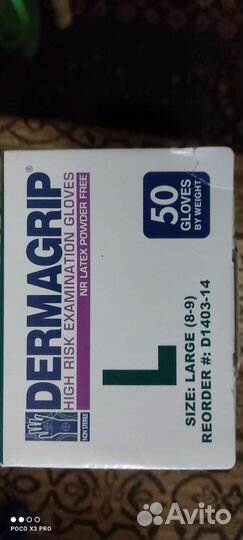 DERMAGRIP®
HIGH RISK EXAMINATION GLOVES
NR LATEX POWDER FREE
NON STERILE
50
GLOVES
BY WEIGHT
L
SIZE: LARGE (8-9)
REORDER #: D1403-14
POCO X3 PRO
Avito